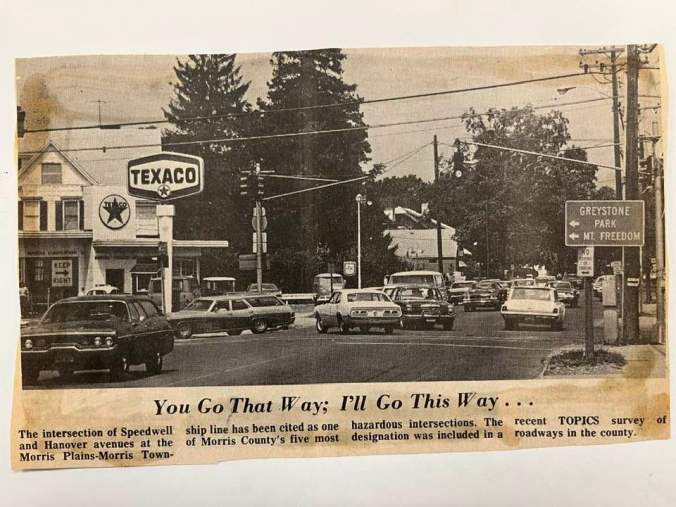 TEXACO
TEXACO
KEEP
RIGHT
GREYSTONE
← PARK
← MT. FREEDOM
NO
You Go That Way; I'll Go This Way . . .
The intersection of Speedwell
and Hanover avenues at the
Morris Plains-Morris Town-
ship line has been cited as one
of Morris County's five most
hazardous intersections. The
designation was included in a
recent TOPICS survey of
roadways in the county.